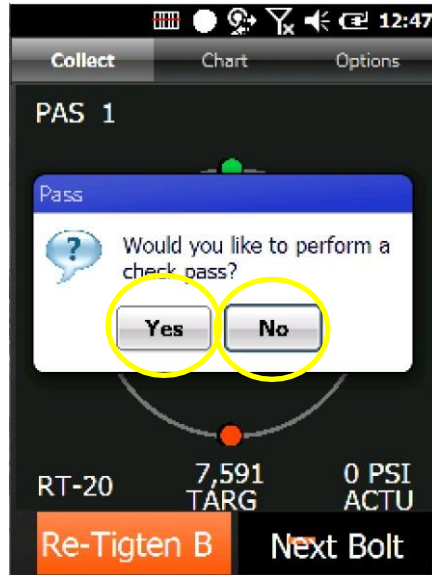 12:47
Collect Chart Options
PAS 1
Pass
Would you like to perform a
check pass?
Yes No
RT-20 7,591 0 PSI
TARG ACTU
Re-Tigten B Next Bolt